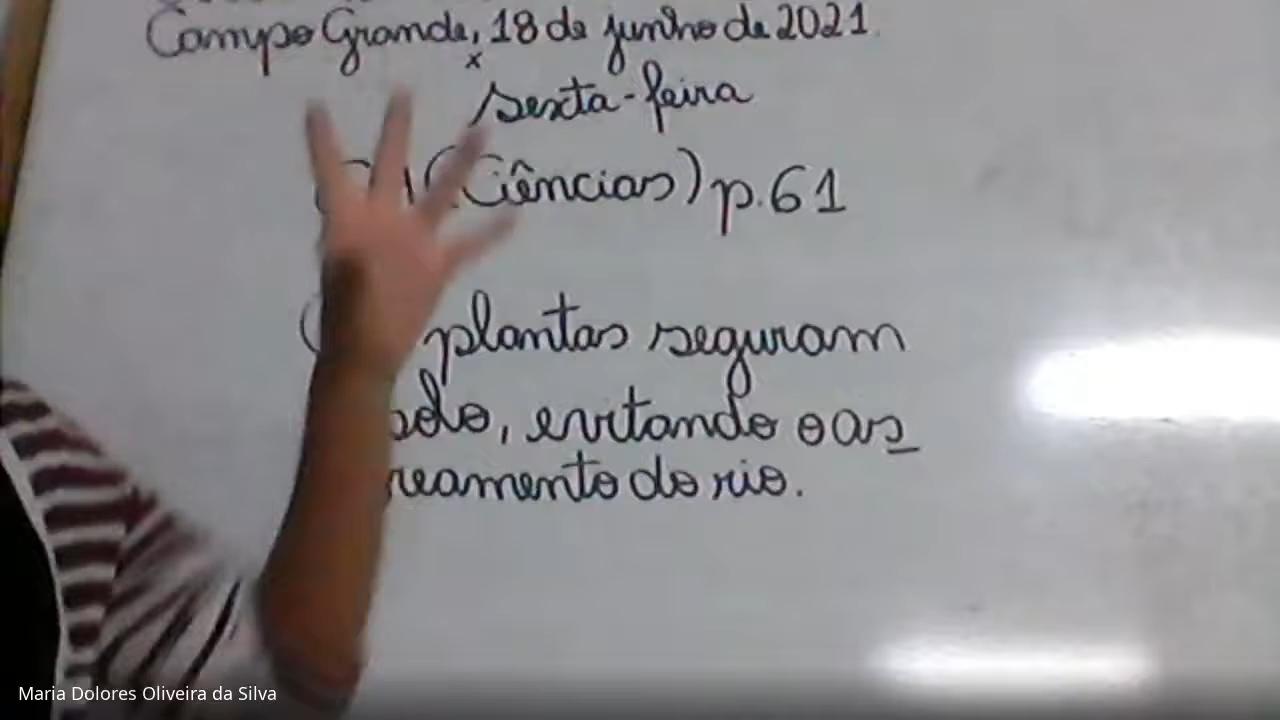 Campo Grande, 18 de junho de 2021.
x
sexta-feira
(Ciências) p.61
plantas seguram
solo, evitando o as_
reamento do rio.
Maria Dolores Oliveira da Silva